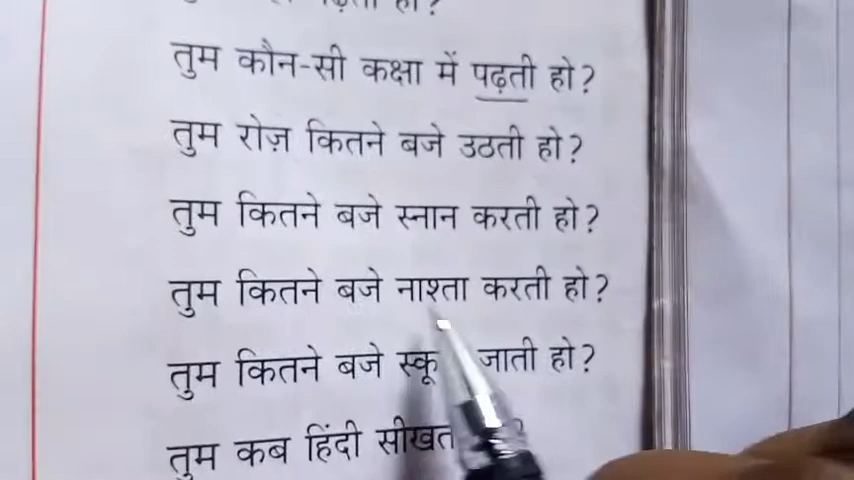 हो?
तुम कौन-सी कक्षा में पढ़ती हो?
तुम रोज़ कितने बजे उठती हो?
तुम कितने बजे स्नान करती हो?
तुम कितने बजे नाश्ता करती हो?
तुम कितने बजे जाती हो?
तुम कब हिंदी